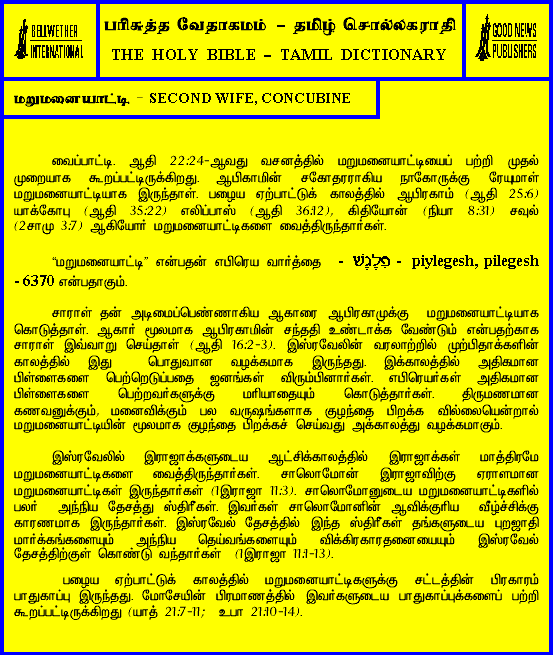 BELLWETHER
INTERNATIONAL
பரிசுத்த வேதாகமம் – தமிழ் சொல்லகராதி
THE HOLY BIBLE – TAMIL DICTIONARY
GOOD NEWS
PUBLISHERS
மறுமனையாட்டி - SECOND WIFE, CONCUBINE
வைப்பாட்டி. ஆதி 22:24-ஆவது வசனத்தில் மறுமனையாட்டியைப் பற்றி முதல்
முறையாக கூறப்பட்டிருக்கிறது. ஆபிகாமின் சகோதரராகிய நாகோருக்கு ரேயுமாள்
மறுமனையாட்டியாக இருந்தாள். பழைய ஏற்பாட்டுக் காலத்தில் ஆபிரகாம் (ஆதி 25:6)
யாக்கோபு (ஆதி 35:22) எலிப்பாஸ் (ஆதி 36:12), கிதியோன் (நியா 8:31) சவுல்
(2சாமு 3:7) ஆகியோர் மறுமனையாட்டிகளை வைத்திருந்தார்கள்.
“மறுமனையாட்டி” என்பதன் எபிரெய வார்த்தை - פִּלֶגֶשׁ - piylegesh, pilegesh
- 6370 என்பதாகும்.
சாராள் தன் அடிமைப்பெண்ணாகிய ஆகாரை ஆபிரகாமுக்கு மறுமனையாட்டியாக
கொடுத்தாள். ஆகார் மூலமாக ஆபிரகாமின் சந்ததி உண்டாக்க வேண்டும் என்பதற்காக
சாராள் இவ்வாறு செய்தாள் (ஆதி 16:2-3). இஸ்ரவேலின் வரலாற்றில் முற்பிதாக்களின்
காலத்தில் இது பொதுவான வழக்கமாக இருந்தது. இக்காலத்தில் அதிகமான
பிள்ளைகளை பெற்றெடுப்பதை ஜனங்கள் விரும்பினார்கள். எபிரெயர்கள் அதிகமான
பிள்ளைகளை பெற்றவர்களுக்கு மரியாதையும் கொடுத்தார்கள். திருமணமான
கணவனுக்கும், மனைவிக்கும் பல வருஷங்களாக குழந்தை பிறக்க வில்லையென்றால்
மறுமனையாட்டியின் மூலமாக குழந்தை பிறக்கச் செய்வது அக்காலத்து வழக்கமாகும்.
இஸ்ரவேலில் இராஜாக்களுடைய ஆட்சிக்காலத்தில் இராஜாக்கள் மாத்திரமே
மறுமனையாட்டிகளை வைத்திருந்தார்கள். சாலொமோன் இராஜாவிற்கு ஏராளமான
மறுமனையாட்டிகள் இருந்தார்கள் (1இராஜா 11:3). சாலொமோனுடைய மறுமனையாட்டிகளில்
பலர் அந்நிய தேசத்து ஸ்திரீகள். இவர்கள் சாலொமோனின் ஆவிக்குரிய வீழ்ச்சிக்கு
காரணமாக இருந்தார்கள். இஸ்ரவேல் தேசத்தில் இந்த ஸ்திரீகள் தங்களுடைய புறஜாதி
மார்க்கங்களையும் அந்நிய தெய்வங்களையும் விக்கிரகாராதனையையும் இஸ்ரவேல்
தேசத்திற்குள் கொண்டு வந்தார்கள் (1இராஜா 11:1-13).
பழைய ஏற்பாட்டுக் காலத்தில் மறுமனையாட்டிகளுக்கு சட்டத்தின் பிரகாரம்
பாதுகாப்பு இருந்தது. மோசேயின் பிரமாணத்தில் இவர்களுடைய பாதுகாப்புக்களைப் பற்றி
கூறப்பட்டிருக்கிறது (யாத் 21:7-11; உபா 21:10-14).